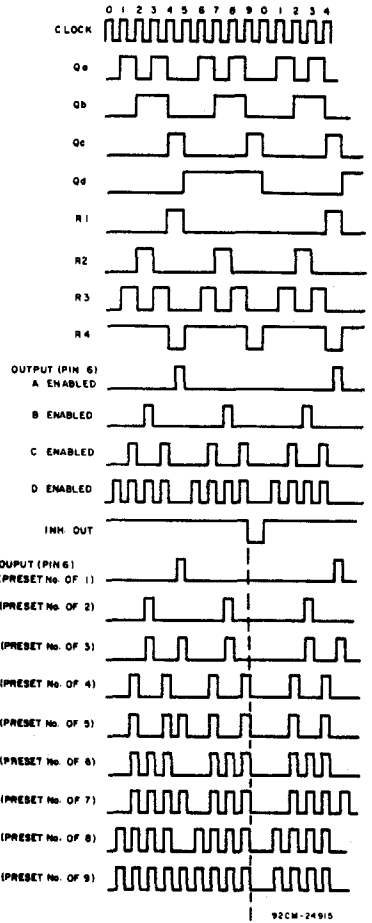 0 1 2 3 4 5 6 7 8 9 0 1 2 3 4
CLOCK
Qa
Qb
Qc
Qd
R1
R2
R3
R4
OUTPUT (PIN 6)
A ENABLED
B ENABLED
C ENABLED
D ENABLED
INH. OUT
OUPUT (PIN 6)
(PRESET No. OF 1)
(PRESET No. OF 2)
(PRESET No. OF 3)
(PRESET No. OF 4)
(PRESET No. OF 5)
(PRESET No. OF 6)
(PRESET No. OF 7)
(PRESET No. OF 8)
(PRESET No. OF 9)
92CM-24915